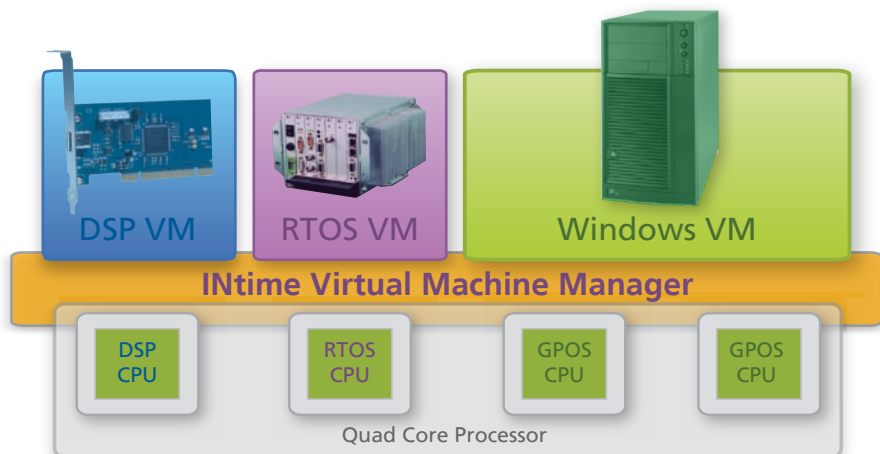 DSP VM
RTOS VM
Windows VM
INtime Virtual Machine Manager
DSP
CPU
RTOS
CPU
GPOS
CPU
GPOS
CPU
Quad Core Processor